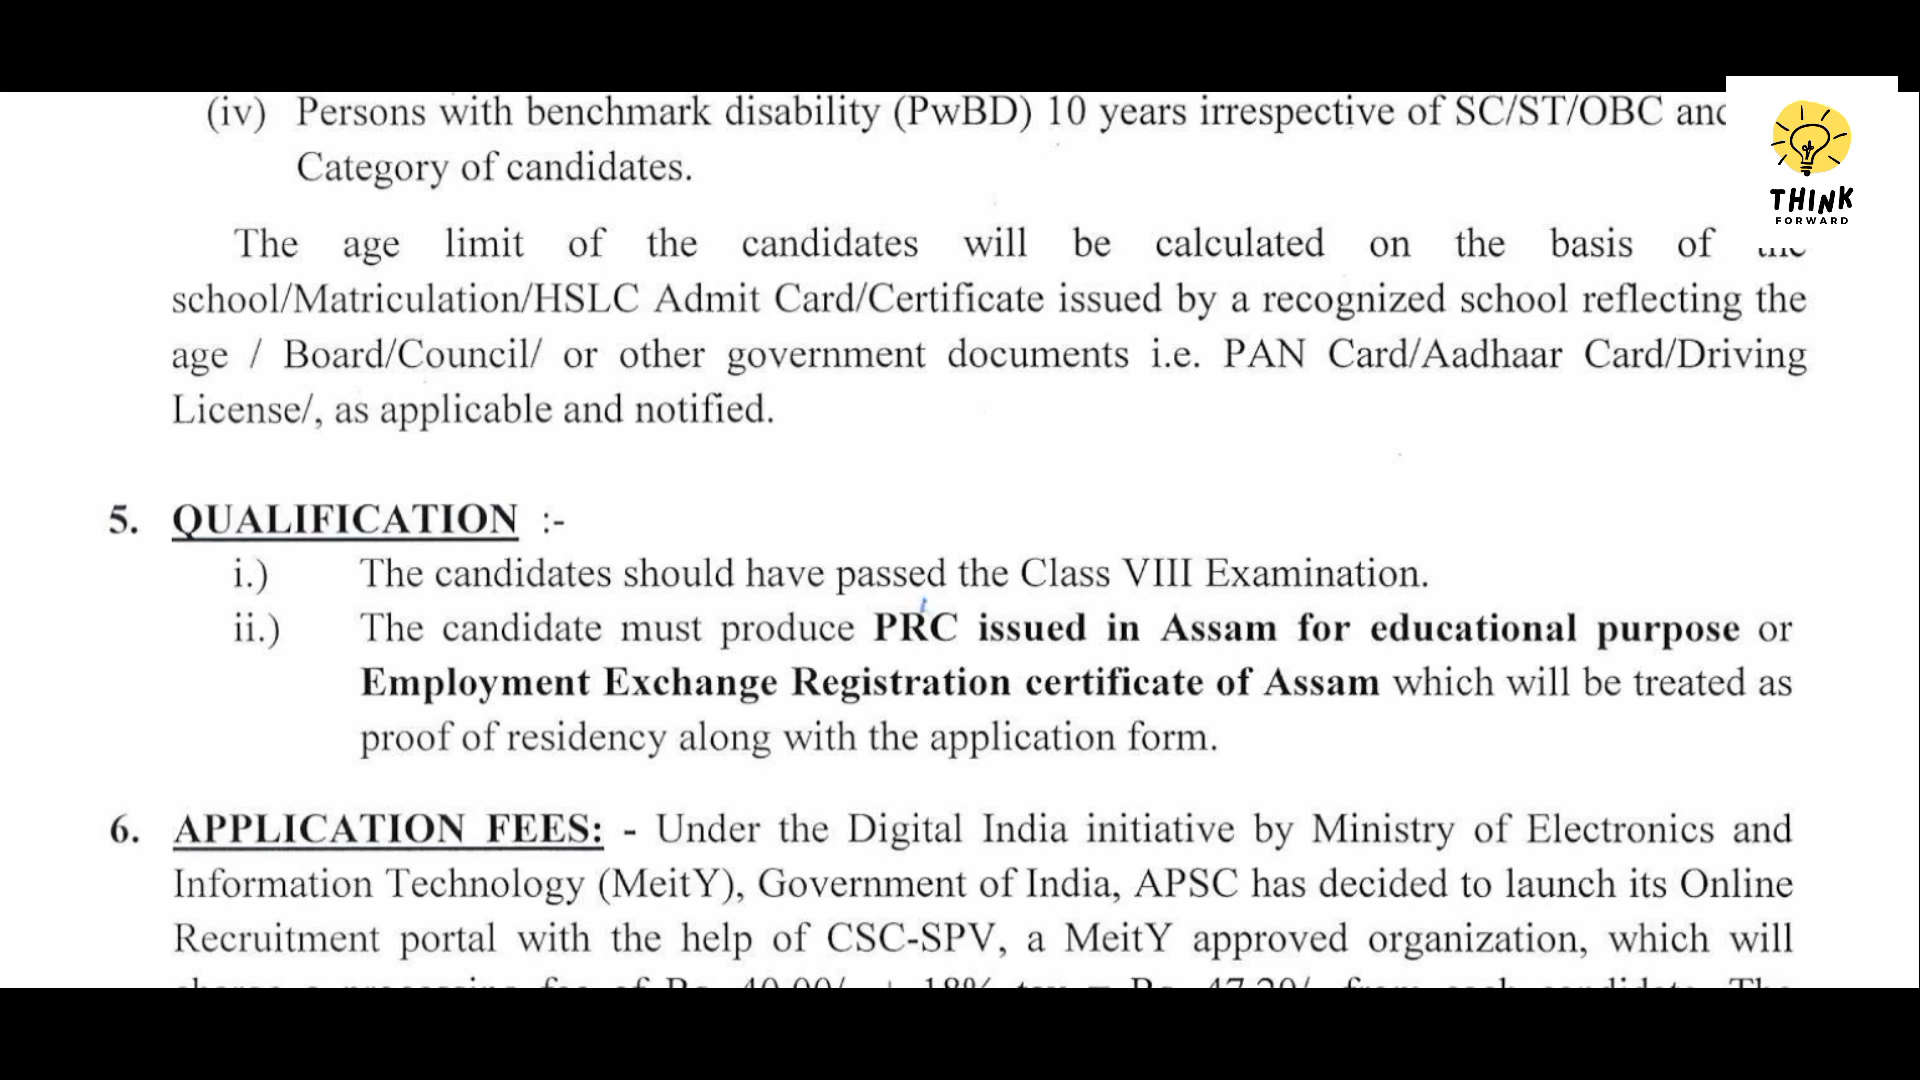 (iv) Persons with benchmark disability (PwBD) 10 years irrespective of SC/ST/OBC
Category of candidates.
THINK
FORWARD
The age limit of the candidates will be calculated on the basis of
school/Matriculation/HSLC Admit Card/Certificate issued by a recognized school reflecting the
age / Board/Council/ or other government documents i.e. PAN Card/Aadhaar Card/Driving
License/, as applicable and notified.
5. QUALIFICATION :-
i.) The candidates should have passed the Class VIII Examination.
ii.) The candidate must produce PRC issued in Assam for educational purpose or
Employment Exchange Registration certificate of Assam which will be treated as
proof of residency along with the application form.
6. APPLICATION FEES: - Under the Digital India initiative by Ministry of Electronics and
Information Technology (MeitY), Government of India, APSC has decided to launch its Online
Recruitment portal with the help of CSC-SPV, a MeitY approved organization, which will